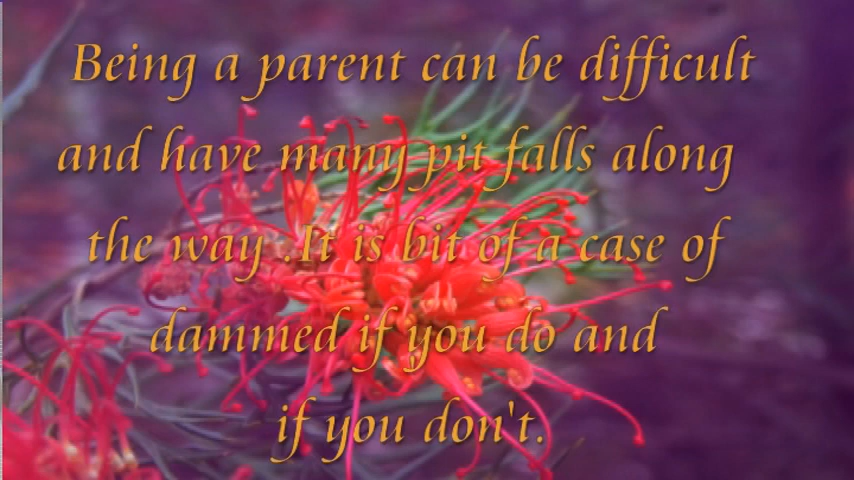 Being a parent can be difficult
and have many pit falls along
the way .It is bit of a case of
dammed if you do and
if you don't.